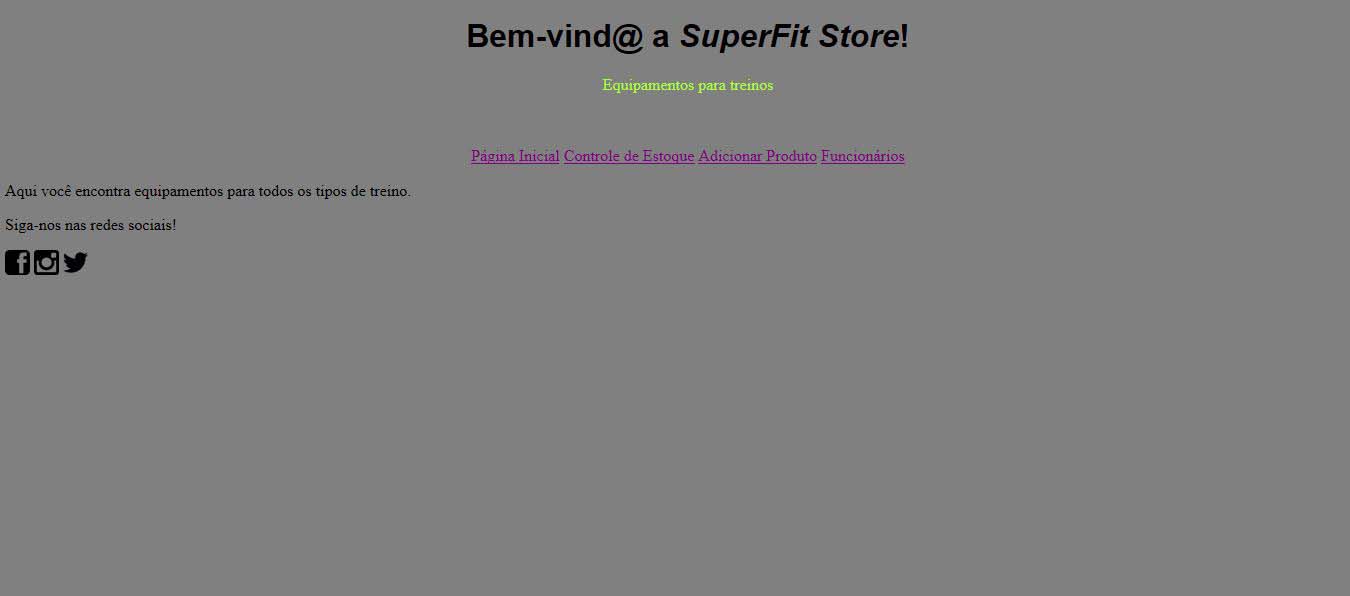 Bem-vind@ a SuperFit Store!
Equipamentos para treinos
Página Inicial Controle de Estoque Adicionar Produto Funcionários
Aqui você encontra equipamentos para todos os tipos de treino.
Siga-nos nas redes sociais!